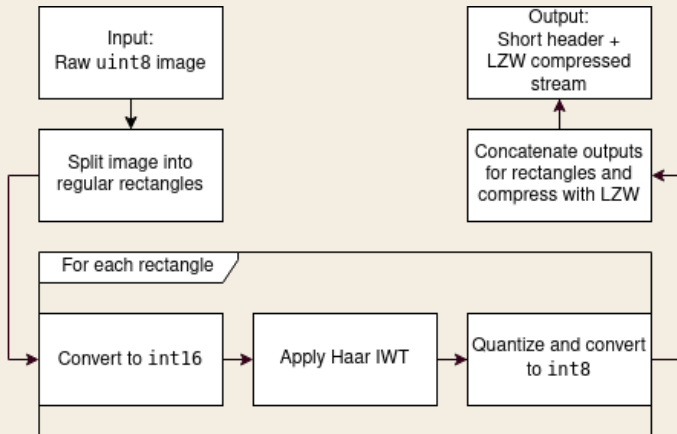 Input:
Raw uint8 image
Split image into
regular rectangles
For each rectangle
Convert to int16
Apply Haar IWT
Quantize and convert
to int8
Concatenate outputs
for rectangles and
compress with LZW
Output:
Short header +
LZW compressed
stream